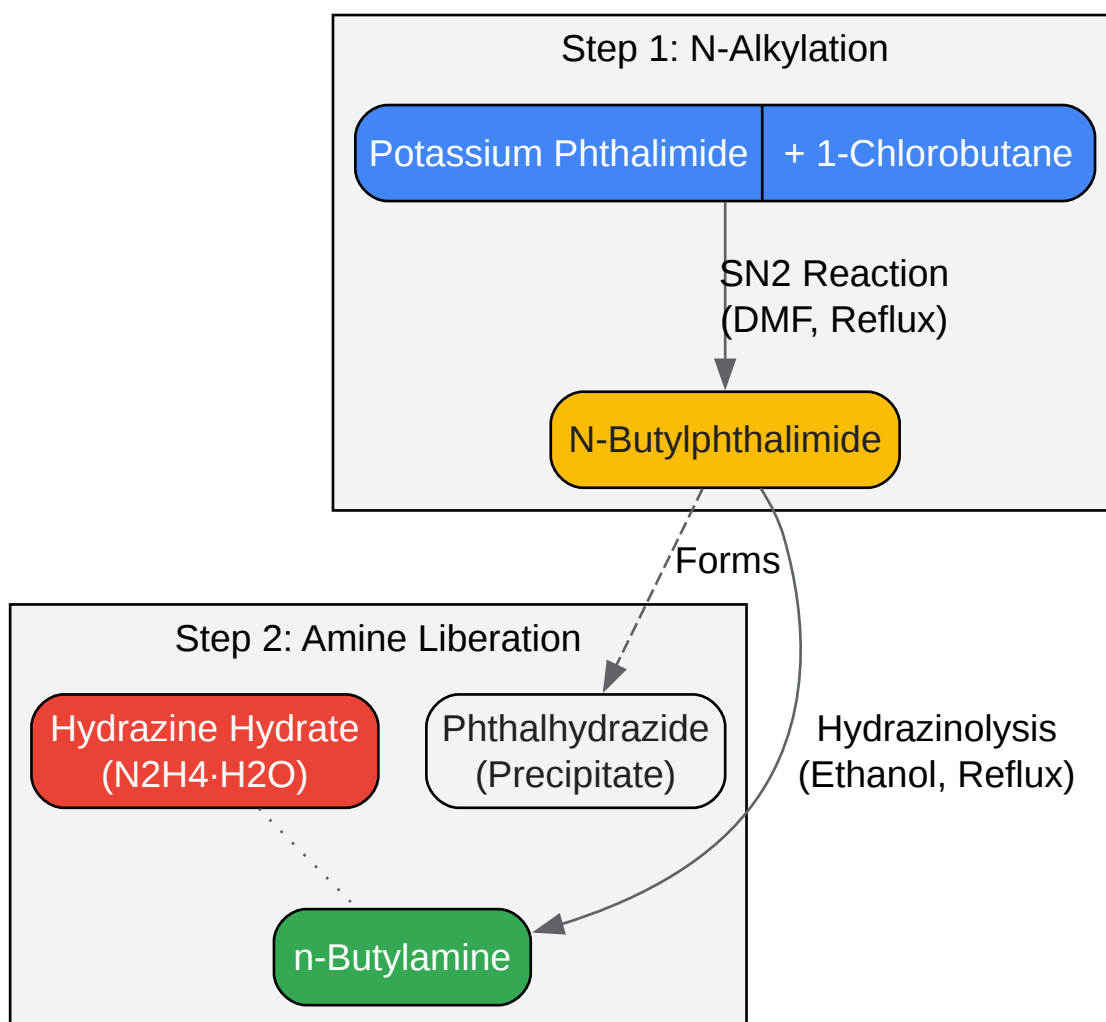 Step 1: N-Alkylation
Potassium Phthalimide
+ 1-Chlorobutane
SN2 Reaction
(DMF, Reflux)
N-Butylphthalimide
Forms
Step 2: Amine Liberation
Hydrazine Hydrate
(N2H4·H2O)
Phthalhydrazide
(Precipitate)
Hydrazinolysis
(Ethanol, Reflux)
n-Butylamine